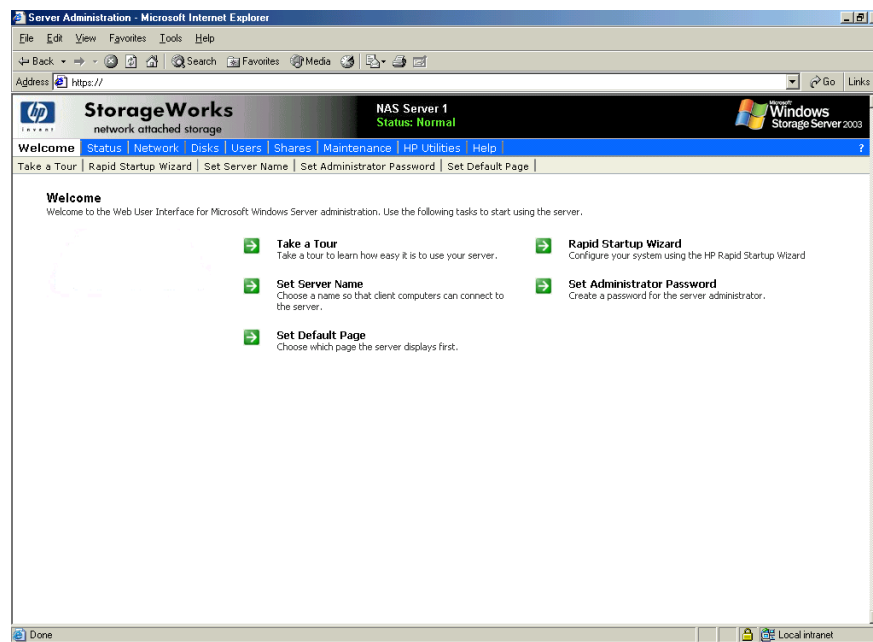 Server Administration - Microsoft Internet Explorer
File Edit View Favorites Tools Help
Back Search Favorites Media
Address https:// Go Links
hp invent
StorageWorks
network attached storage
NAS Server 1
Status: Normal
Microsoft
Windows
Storage Server 2003
Welcome Status | Network | Disks | Users | Shares | Maintenance | HP Utilities | Help | ?
Take a Tour | Rapid Startup Wizard | Set Server Name | Set Administrator Password | Set Default Page |
Welcome
Welcome to the Web User Interface for Microsoft Windows Server administration. Use the following tasks to start using the server.
Take a Tour
Take a tour to learn how easy it is to use your server.
Rapid Startup Wizard
Configure your system using the HP Rapid Startup Wizard
Set Server Name
Choose a name so that client computers can connect to
the server.
Set Administrator Password
Create a password for the server administrator.
Set Default Page
Choose which page the server displays first.
Done
Local intranet